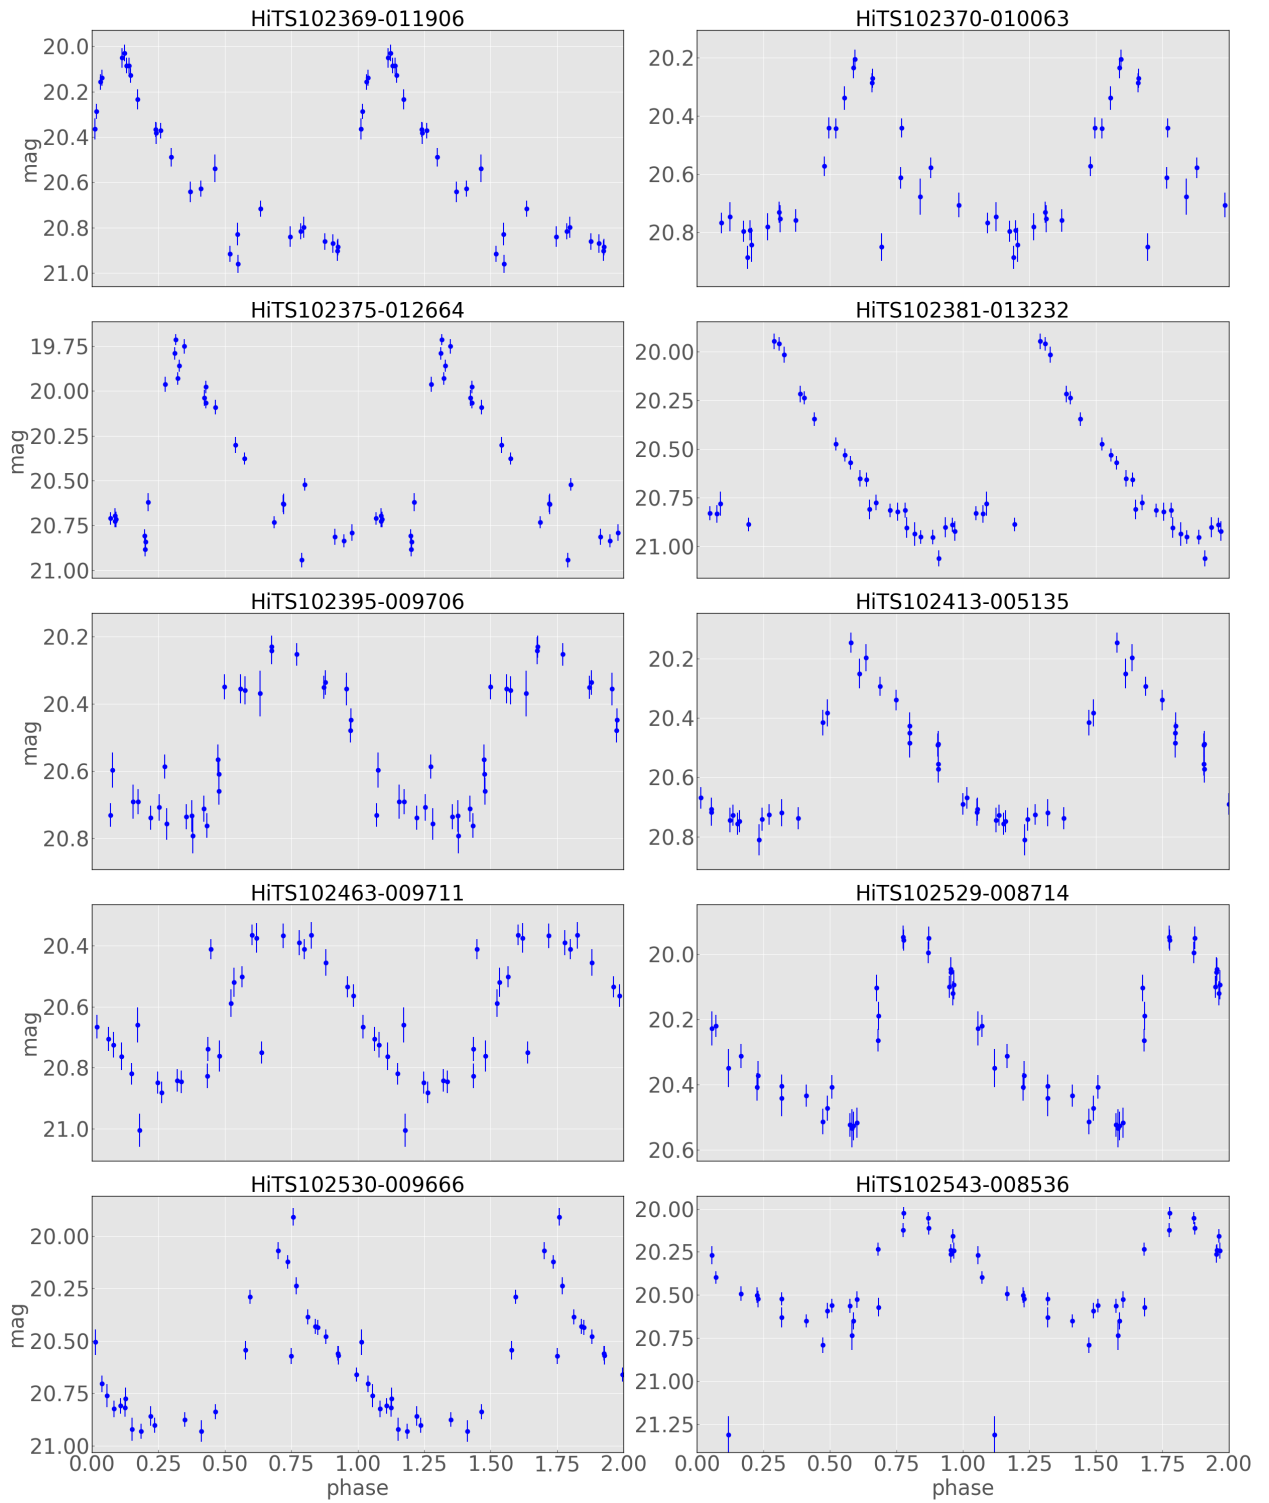 HiTS102369-011906
HiTS102370-010063
20.0
20.2
20.4
20.6
20.8
21.0
mag
20.2
20.4
20.6
20.8
HiTS102375-012664
HiTS102381-013232
19.75
20.00
20.25
20.50
20.75
21.00
mag
20.00
20.25
20.50
20.75
21.00
HiTS102395-009706
HiTS102413-005135
20.2
20.4
20.6
20.8
mag
20.2
20.4
20.6
20.8
HiTS102463-009711
HiTS102529-008714
20.4
20.6
20.8
21.0
mag
20.0
20.2
20.4
20.6
HiTS102530-009666
HiTS102543-008536
20.00
20.25
20.50
20.75
21.00
mag
20.00
20.25
20.50
20.75
21.00
21.25
0.00 0.25 0.50 0.75 1.00 1.25 1.50 1.75 2.00
phase
0.00 0.25 0.50 0.75 1.00 1.25 1.50 1.75 2.00
phase